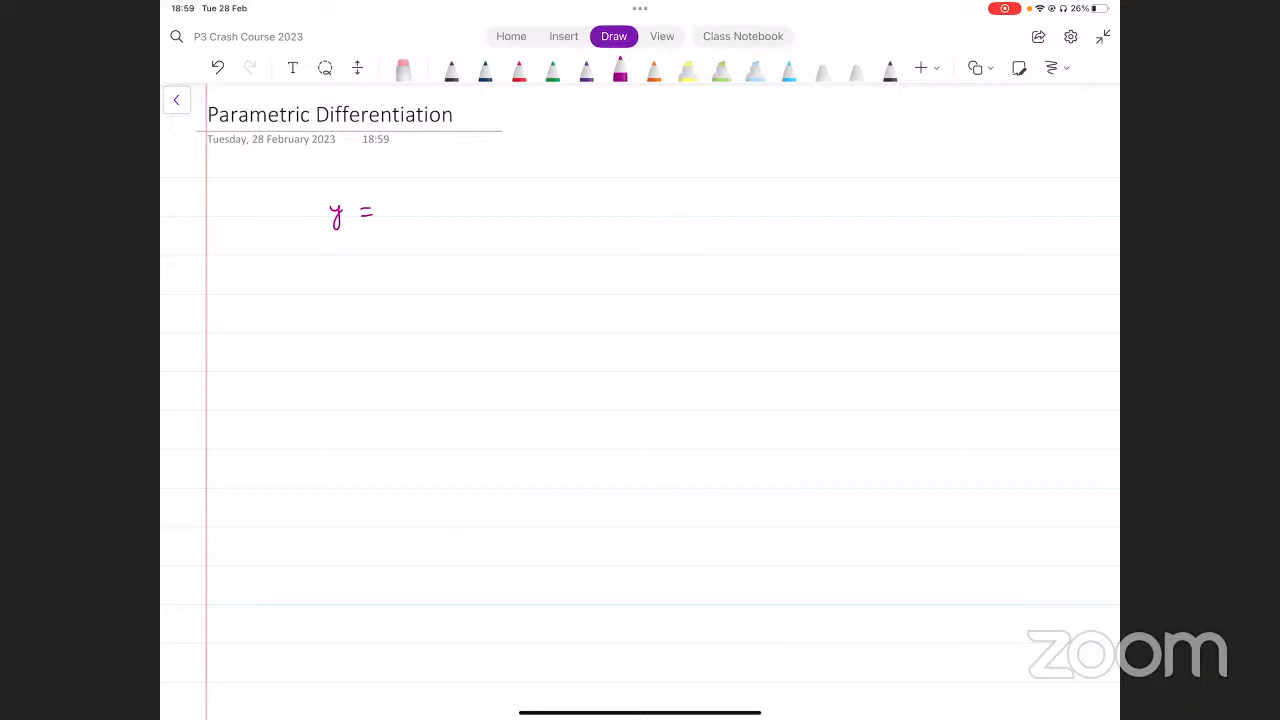 18:59 Tue 28 Feb 26%
P3 Crash Course 2023 Home Insert Draw View Class Notebook
T
Parametric Differentiation
Tuesday, 28 February 2023 18:59
y =
zoom